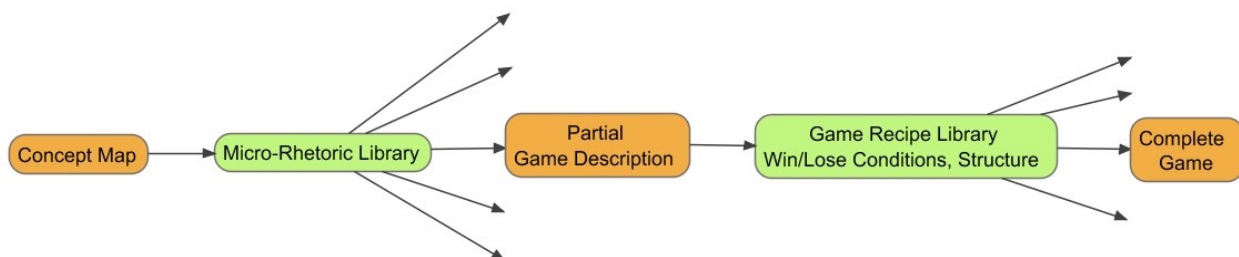 Concept Map
Micro-Rhetoric Library
Partial
Game Description
Game Recipe Library
Win/Lose Conditions, Structure
Complete
Game